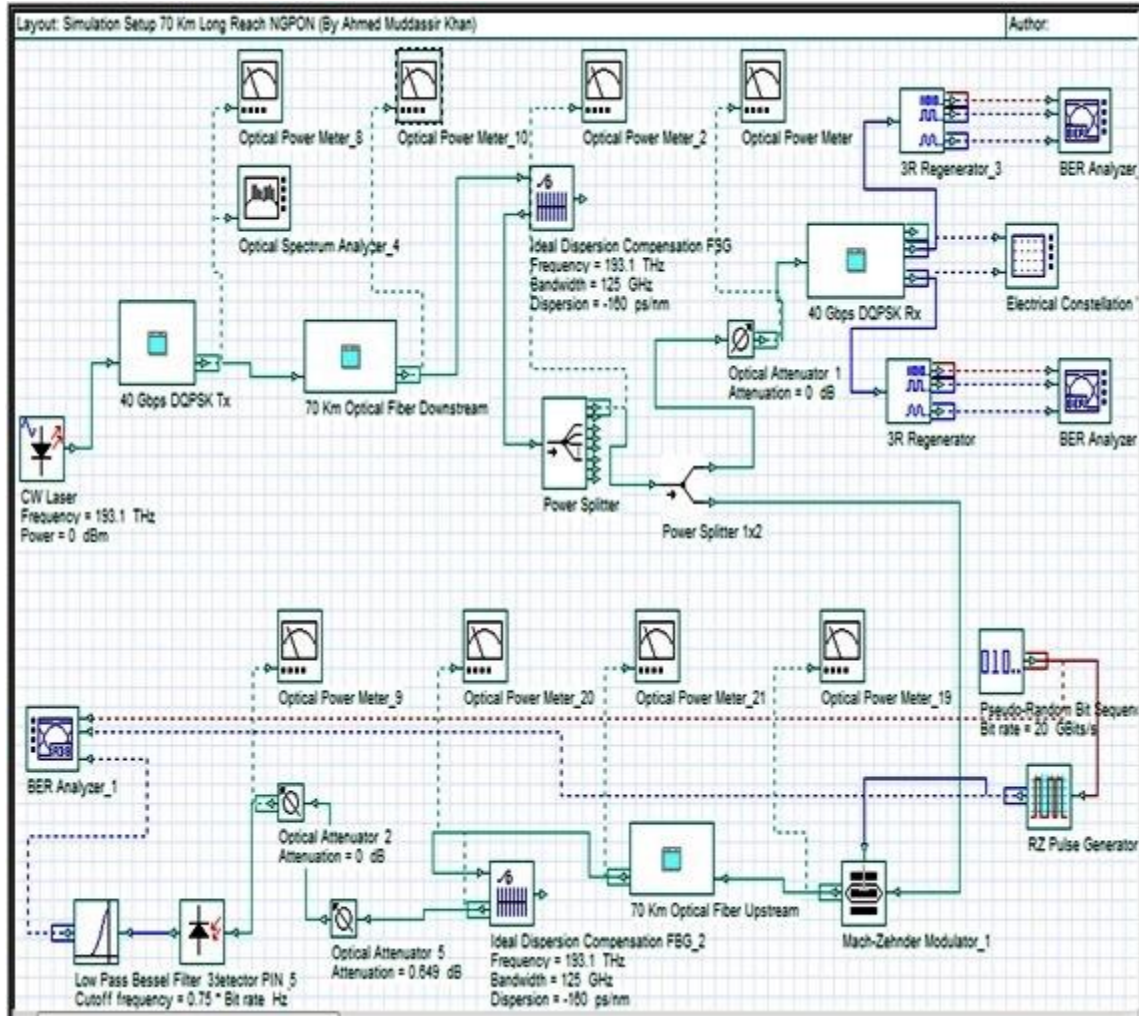 Layout: Simulation Setup 70 Km Long Reach NGPON (By Ahmed Muddassir Khan)
Author:
Optical Power Meter_8
Optical Power Meter_10
Optical Power Meter_2
Optical Power Meter
3R Regenerator_3
BER Analyzer_
Optical Spectrum Analyzer_4
Ideal Dispersion Compensation FBG
Frequency = 193.1 THz
Bandwidth = 125 GHz
Dispersion = -160 ps/nm
40 Gbps DQPSK Rx
Electrical Constellation
40 Gbps DQPSK Tx
70 Km Optical Fiber Downstream
Optical Attenuator 1
Attenuation = 0 dB
3R Regenerator
BER Analyzer
CW Laser
Frequency = 193.1 THz
Power = 0 dBm
Power Splitter
Power Splitter 1x2
Optical Power Meter_9
Optical Power Meter_20
Optical Power Meter_21
Optical Power Meter_19
Pseudo-Random Bit Sequenc
Bit rate = 20 GBits/s
BER Analyzer_1
RZ Pulse Generator
Optical Attenuator 2
Attenuation = 0 dB
70 Km Optical Fiber Upstream
Mach-Zehnder Modulator_1
Optical Attenuator 5
Attenuation = 0.649 dB
Ideal Dispersion Compensation FBG_2
Frequency = 193.1 THz
Bandwidth = 125 GHz
Dispersion = -160 ps/nm
Low Pass Bessel Filter 3detector PIN_5
Cutoff frequency = 0.75 * Bit rate Hz